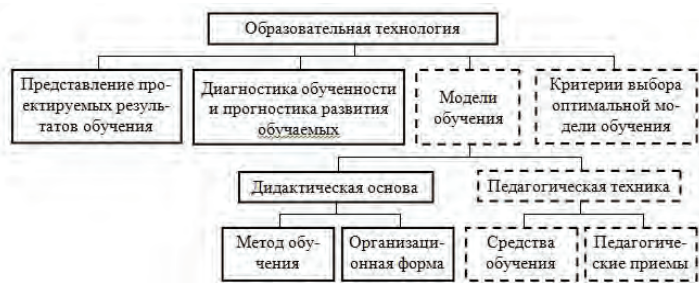 Образовательная технология
Представление про-
ектируемых резуль-
татов обучения
Диагностика обученности
и прогностика развития
обучаемых
Модели
обучения
Критерии выбора
оптимальной мо-
дели обучения
Дидактическая основа
Педагогическая техника
Метод обу-
чения
Организаци-
онная форма
Средства
обучения
Педагогиче-
ские приемы